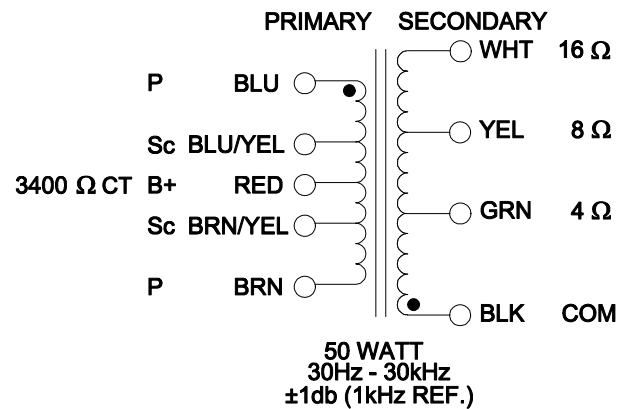 PRIMARY SECONDARY
WHT 16 Ω
P BLU
YEL 8 Ω
Sc BLU/YEL
3400 Ω CT B+ RED
GRN 4 Ω
Sc BRN/YEL
P BRN
BLK COM
50 WATT
30Hz - 30kHz
±1db (1kHz REF.)